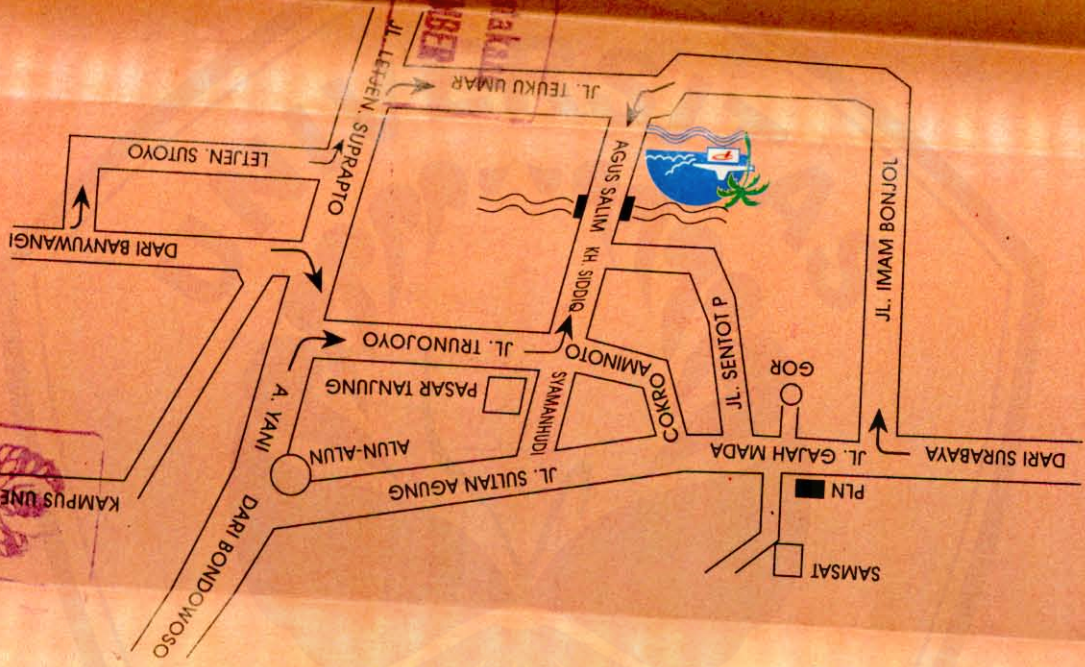 SAMSAT
DARI BONDOWOSO
PLN
KAMPUS UNE
DARI SURABAYA
JL. GAJAH MADA
JL. SULTAN AGUNG
ALUN-ALUN
A. YANI
GOR
COKRO
AMINOTO
SYAMANHUDI
PASAR TANJUNG
JL. SENTOT P
JL. TRUNOJOYO
JL. IMAM BONJOL
KH. SIDDIQ
AGUS SALIM
DARI BANYUWANGI
LETJEN. SUTOYO
JL. LETJEN. SUPRAPTO
JL. TEUKU UMAR
MBER